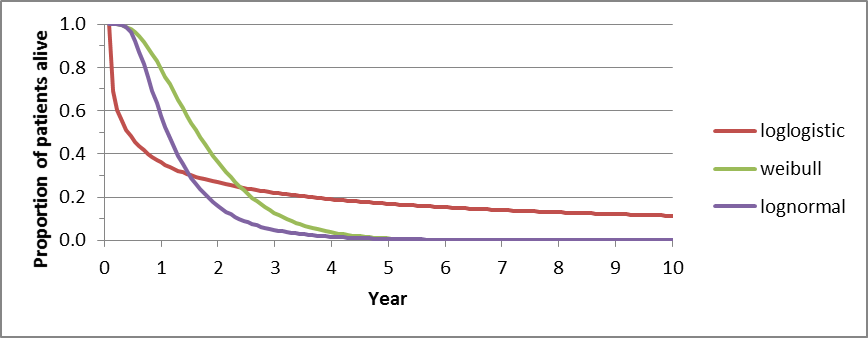 Proportion of patients alive
1.0
0.8
0.6
0.4
0.2
0.0
0 1 2 3 4 5 6 7 8 9 10
Year
loglogistic
weibull
lognormal